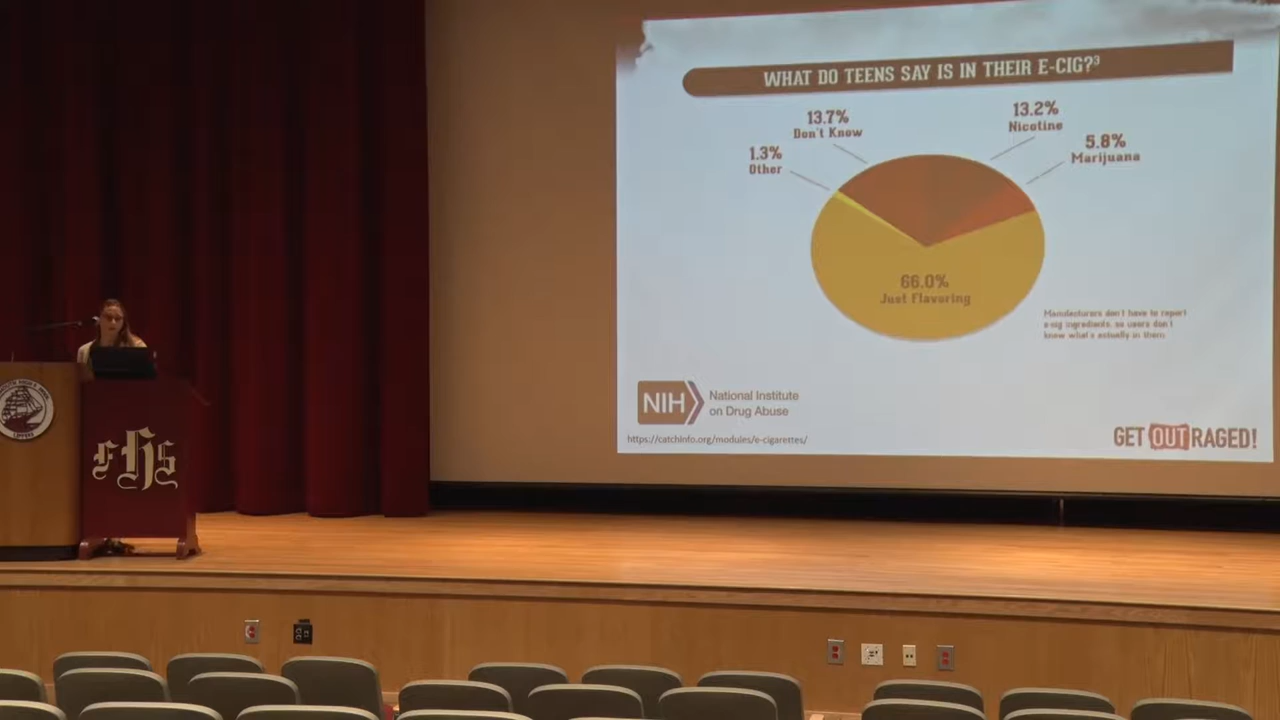 WHAT DO TEENS SAY IS IN THEIR E-CIG?³
13.7%
Don't Know
13.2%
Nicotine
1.3%
Other
5.8%
Marijuana
66.0%
Just Flavoring
Manufacturers don't have to report
e-cig ingredients, so users don't
know what's actually in them
NIH
National Institute
on Drug Abuse
https://catchinfo.org/modules/e-cigarettes/
GET OUTRAGED!
FHS